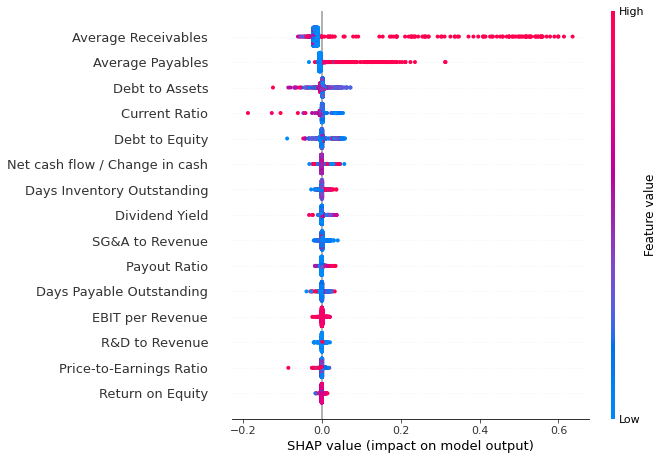 High
Average Receivables
Average Payables
Debt to Assets
Current Ratio
Debt to Equity
Net cash flow / Change in cash
Days Inventory Outstanding
Dividend Yield
SG&A to Revenue
Payout Ratio
Days Payable Outstanding
EBIT per Revenue
R&D to Revenue
Price-to-Earnings Ratio
Return on Equity
Feature value
Low
−0.2 0.0 0.2 0.4 0.6
SHAP value (impact on model output)